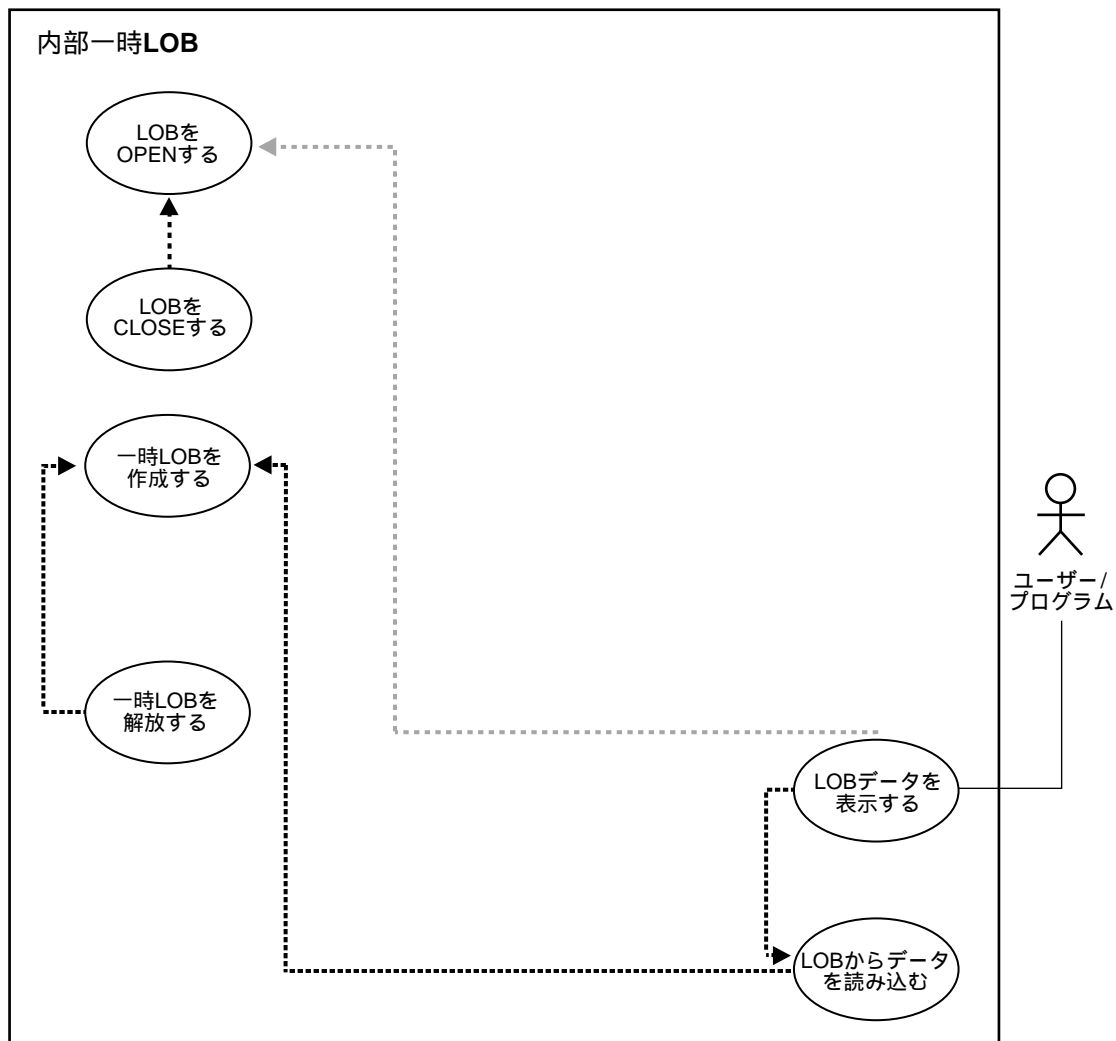 内部一時LOB
LOBを
OPENする
LOBを
CLOSEする
一時LOBを
作成する
ユーザー/
プログラム
一時LOBを
解放する
LOBデータを
表示する
LOBからデータ
を読み込む